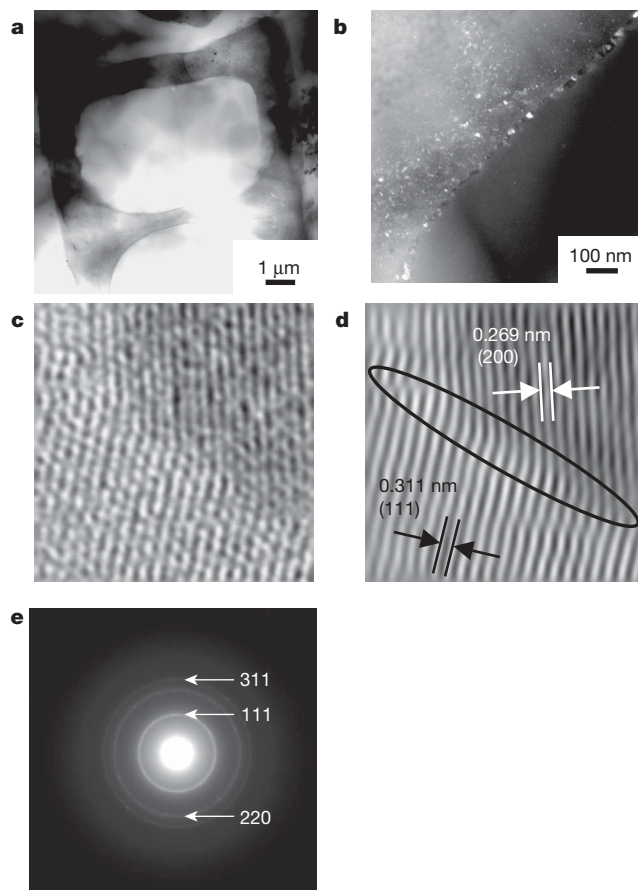 a
b
1 μm
100 nm
c
d
0.269 nm
(200)
0.311 nm
(111)
e
311
111
220